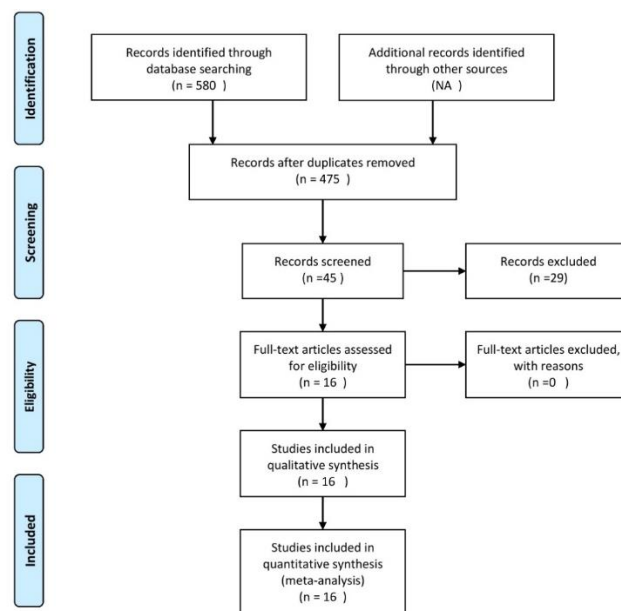 Identification
Records identified through
database searching
(n = 580 )
Additional records identified
through other sources
(NA )
Records after duplicates removed
(n = 475 )
Screening
Records screened
(n =45)
Records excluded
(n =29)
Eligibility
Full-text articles assessed
for eligibility
(n = 16 )
Full-text articles excluded,
with reasons
(n =0 )
Studies included in
qualitative synthesis
(n = 16 )
Included
Studies included in
quantitative synthesis
(meta-analysis)
(n = 16 )